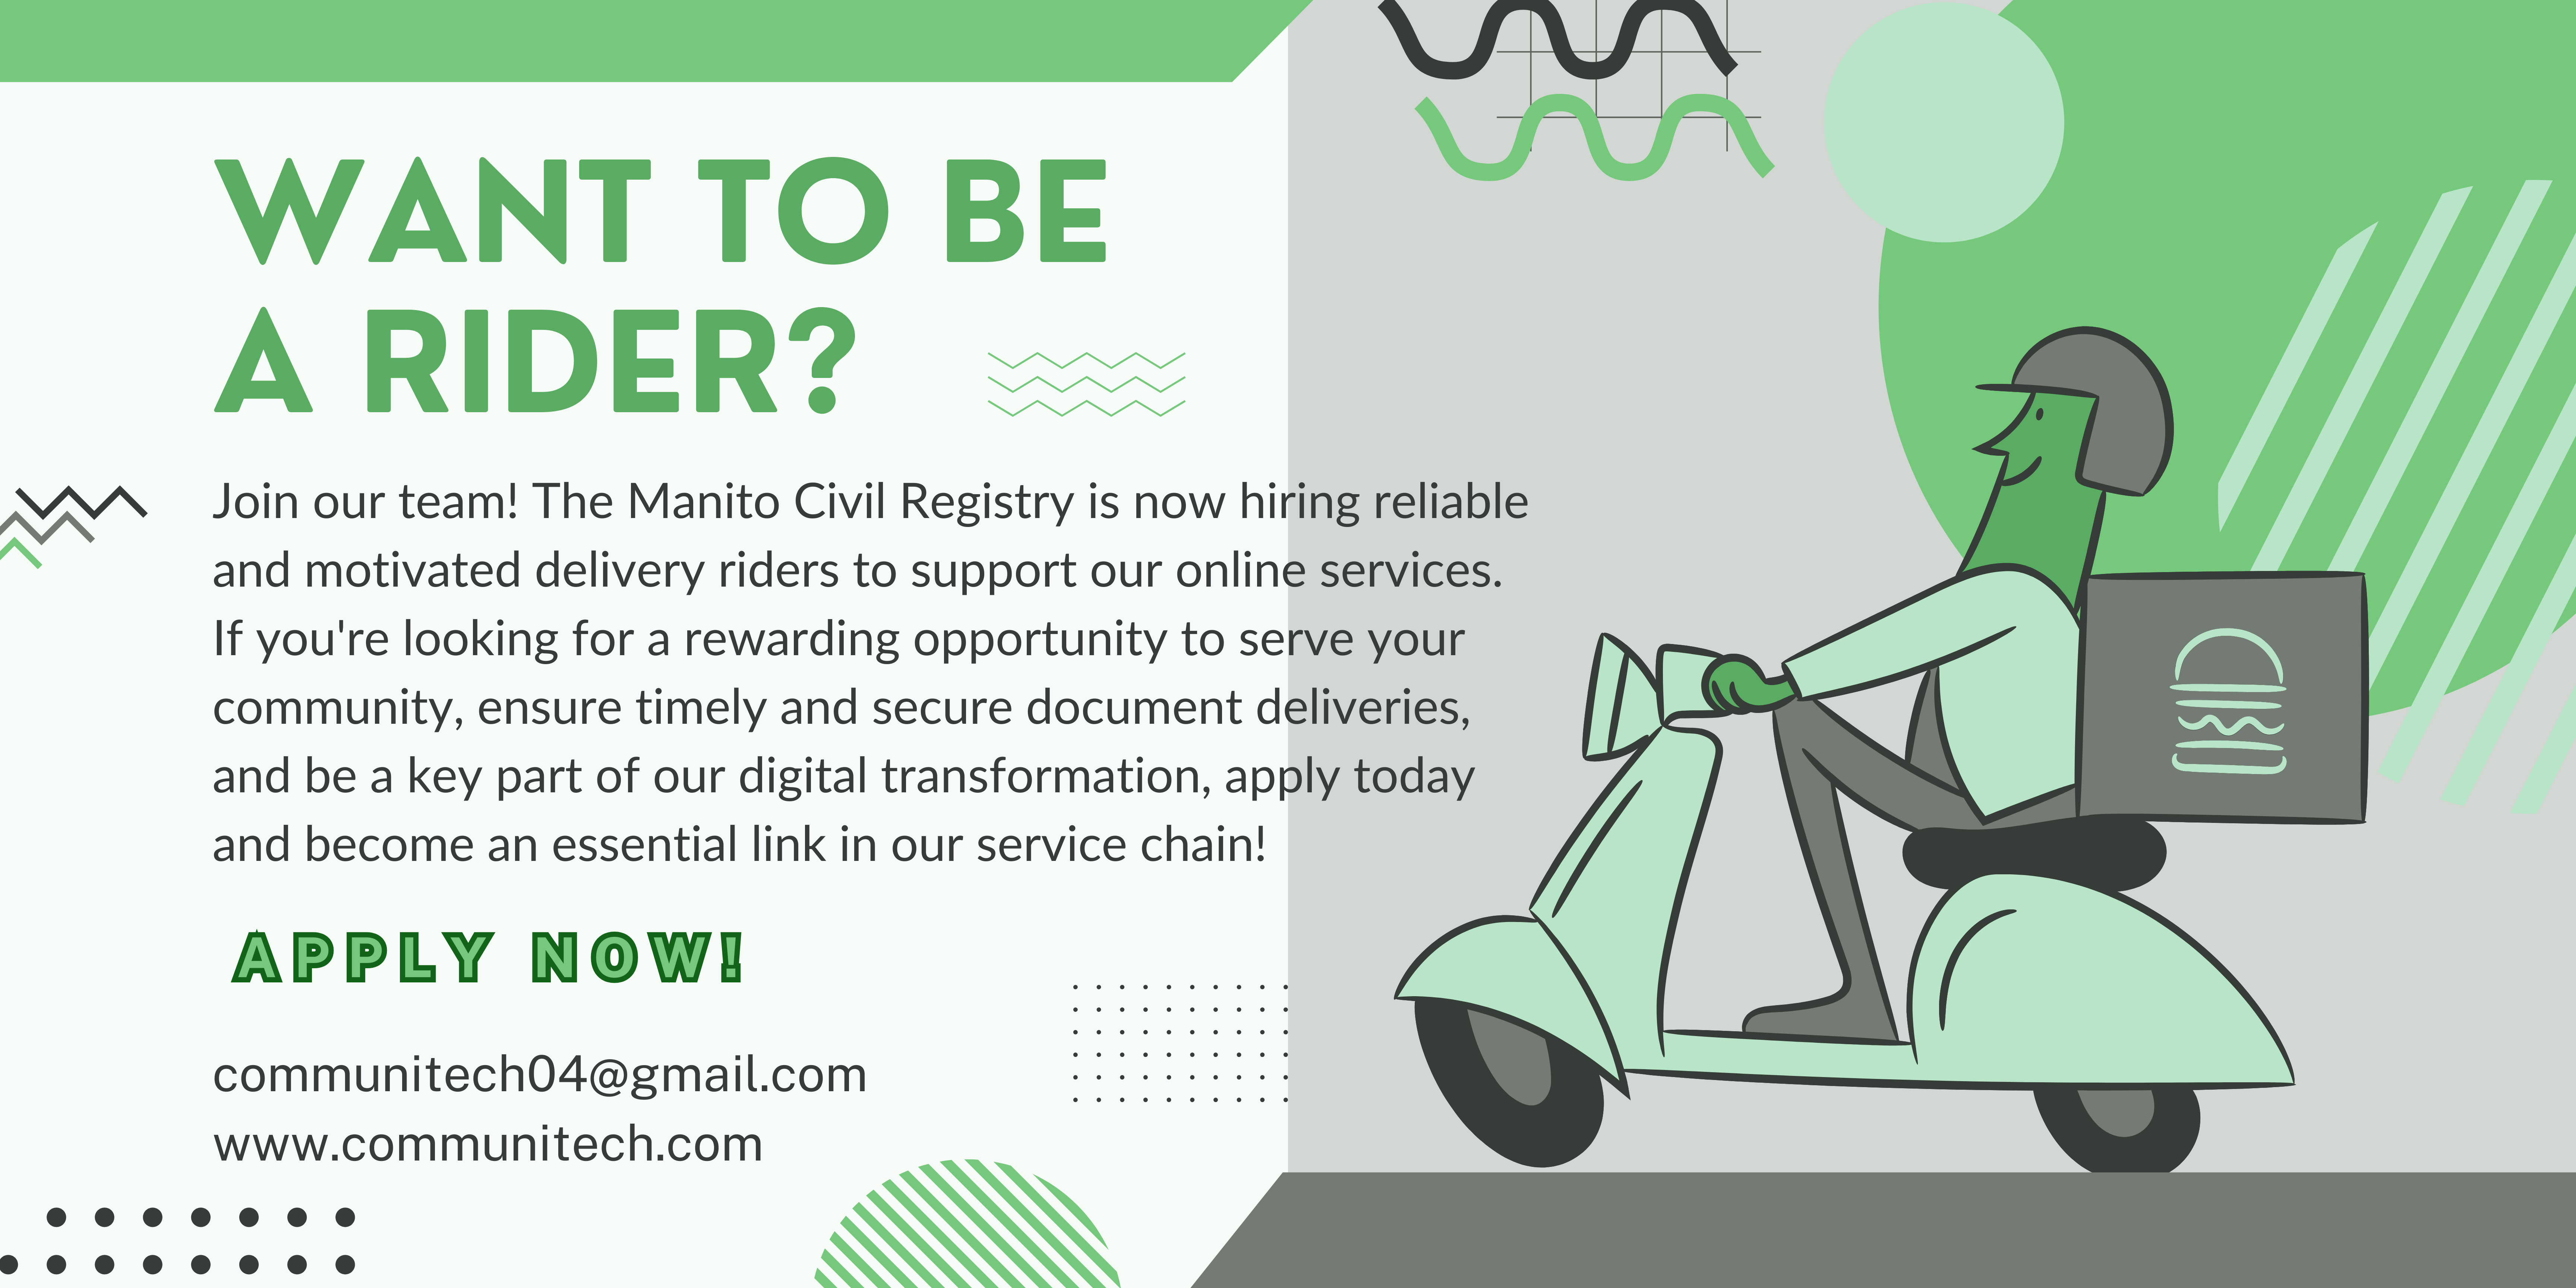 WANT TO BE
A RIDER?
Join our team! The Manito Civil Registry is now hiring reliable
and motivated delivery riders to support our online services.
If you're looking for a rewarding opportunity to serve your
community, ensure timely and secure document deliveries,
and be a key part of our digital transformation, apply today
and become an essential link in our service chain!
APPLY NOW!
communitech04@gmail.com
www.communitech.com